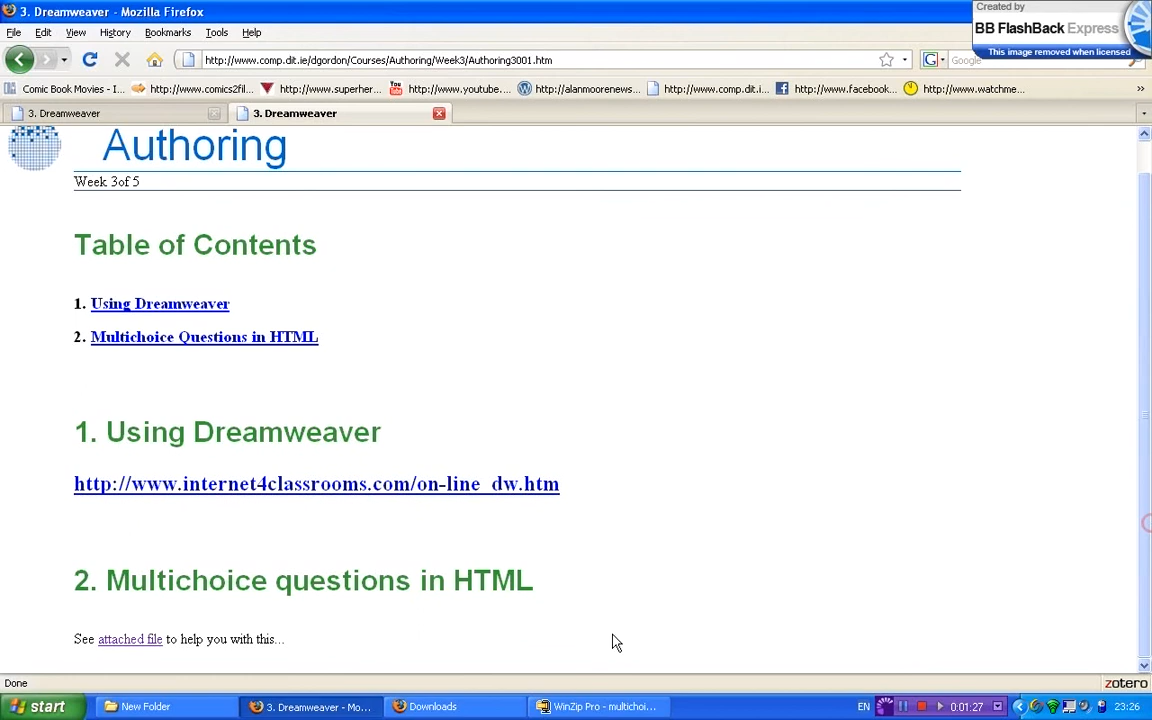 3. Dreamweaver - Mozilla Firefox
Created by
BB FlashBack Express
This image removed when licensed
File Edit View History Bookmarks Tools Help
http://www.comp.dit.ie/dgordon/Courses/Authoring/Week3/Authoring3001.htm
G Google
Comic Book Movies - I... http://www.comics2fil... http://www.superher... http://www.youtube.... http://alanmoorenews... http://www.comp.dit.i... http://www.facebook... http://www.watchme... »
3. Dreamweaver 3. Dreamweaver
Authoring
Week 3of 5
Table of Contents
1. Using Dreamweaver
2. Multichoice Questions in HTML
1. Using Dreamweaver
http://www.internet4classrooms.com/on-line_dw.htm
2. Multichoice questions in HTML
See attached file to help you with this...
Done
zotero
start New Folder 3. Dreamweaver - Mo... Downloads WinZip Pro - multichoi... EN 0:01:27 23:26